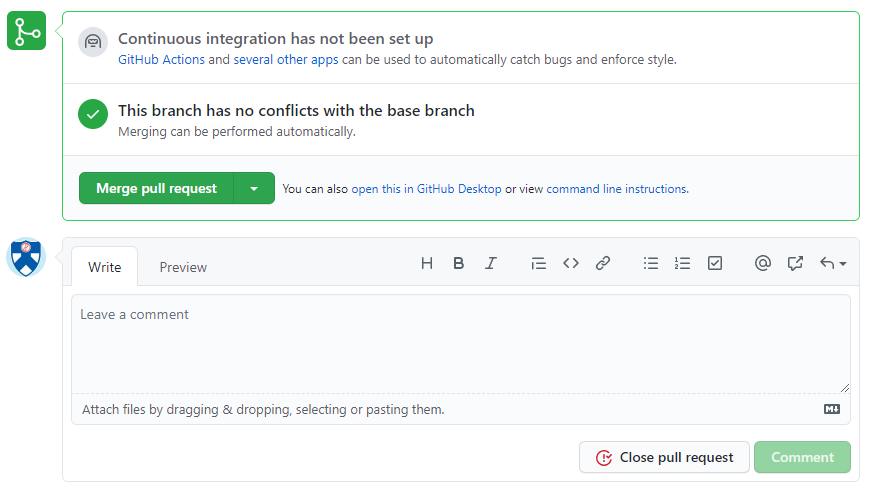 Continuous integration has not been set up
GitHub Actions and several other apps can be used to automatically catch bugs and enforce style.
This branch has no conflicts with the base branch
Merging can be performed automatically.
Merge pull request
You can also open this in GitHub Desktop or view command line instructions.
Write
Preview
Leave a comment
Attach files by dragging & dropping, selecting or pasting them.
Close pull request
Comment